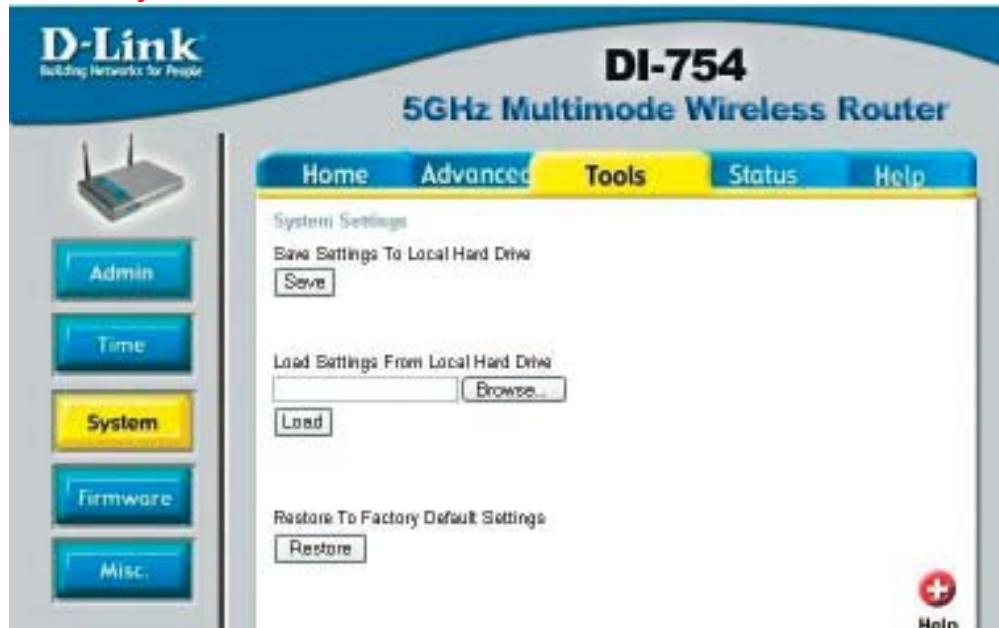 D-Link
Building Networks for People
DI-754
5GHz Multimode Wireless Router
Home
Advanced
Tools
Status
Help
System Settings
Save Settings To Local Hard Drive
Save
Load Settings From Local Hard Drive
Browse...
Load
Restore To Factory Default Settings
Restore
Admin
Time
System
Firmware
Misc.
Help